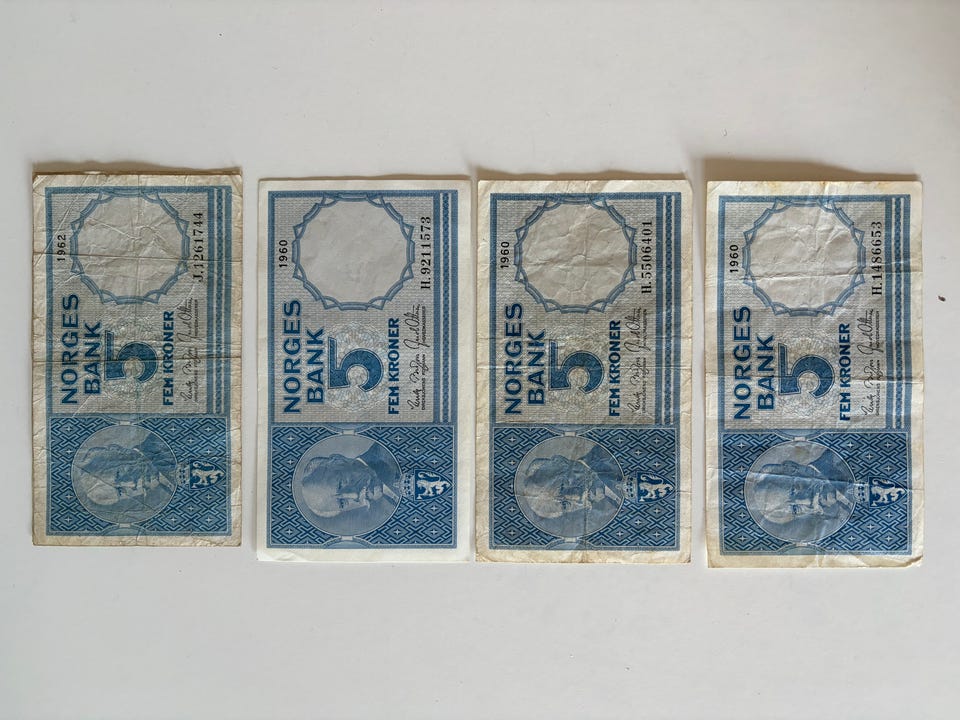 NORGES
BANK
1962
5
FEM KRONER
J.1261744
NORGES
BANK
1960
5
FEM KRONER
H.9211573
NORGES
BANK
1960
5
FEM KRONER
H.5506401
NORGES
BANK
1960
5
FEM KRONER
H.1486653